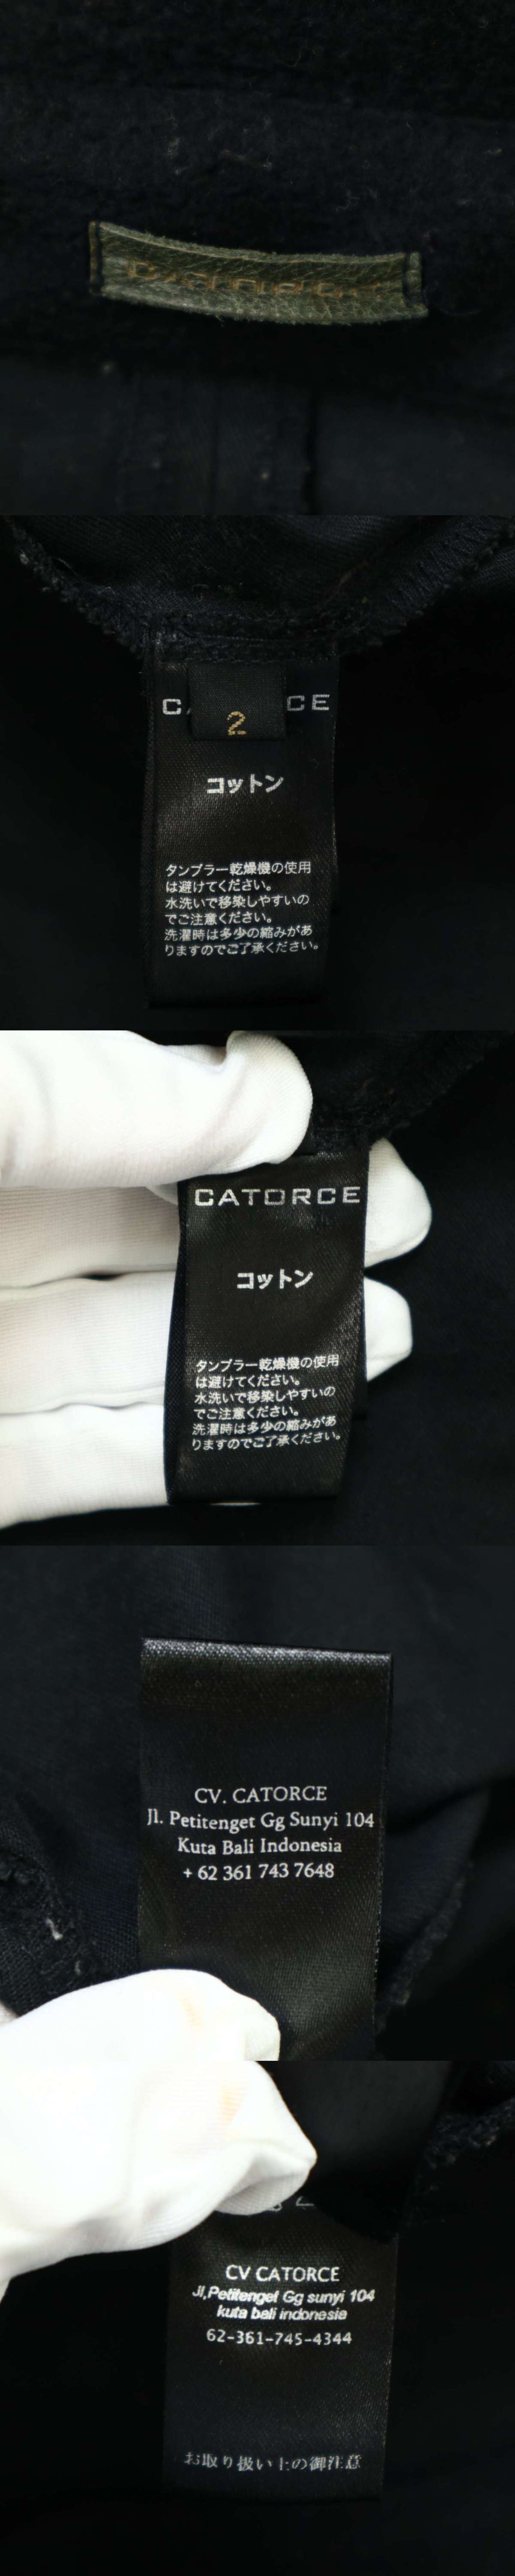 CATORCE
C
CE
2
コットン
タンブラー乾燥機の使用
は避けてください。
水洗いで移染しやすいの
でご注意ください。
洗濯時は多少の縮みがあ
りますのでご了承ください。
CATORCE
コットン
タンブラー乾燥機の使用
は避けてください。
水洗いで移染しやすいの
でご注意ください。
洗濯時は多少の縮みがあ
りますのでご了承ください。
CV. CATORCE
Jl. Petitenget Gg Sunyi 104
Kuta Bali Indonesia
+ 62 361 743 7648
CV CATORCE
Jl,Petitenget Gg sunyi 104
kuta bali indonesia
62-361-745-4344
お取り扱い上の御注意